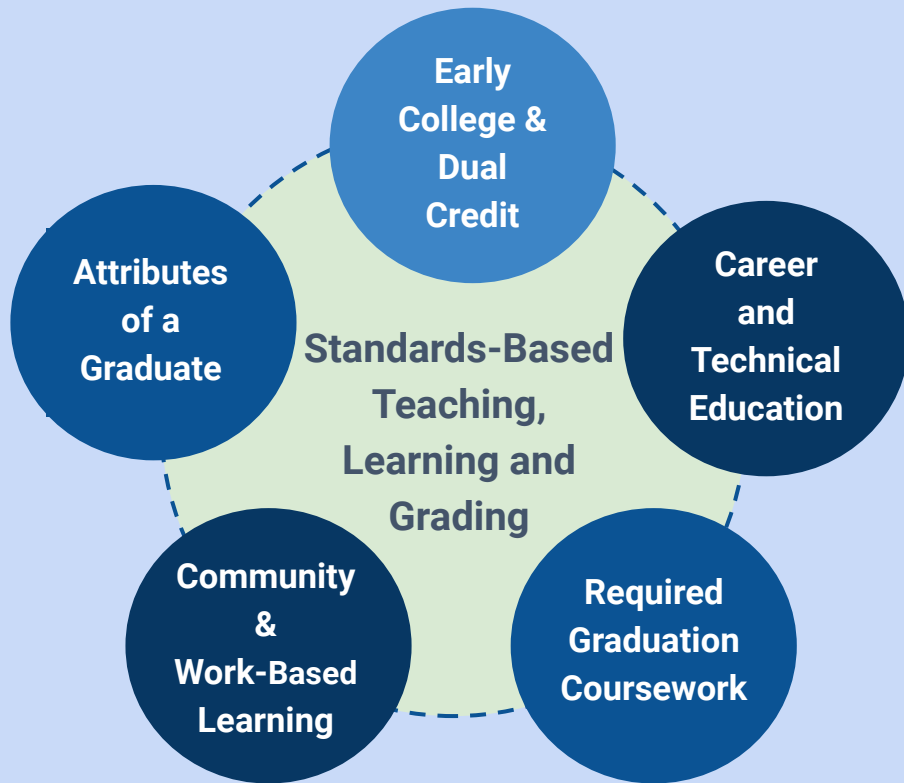 Early
College &
Dual
Credit
Attributes
of a
Graduate
Career
and
Technical
Education
Standards-Based
Teaching,
Learning and
Grading
Community
&
Work-Based
Learning
Required
Graduation
Coursework